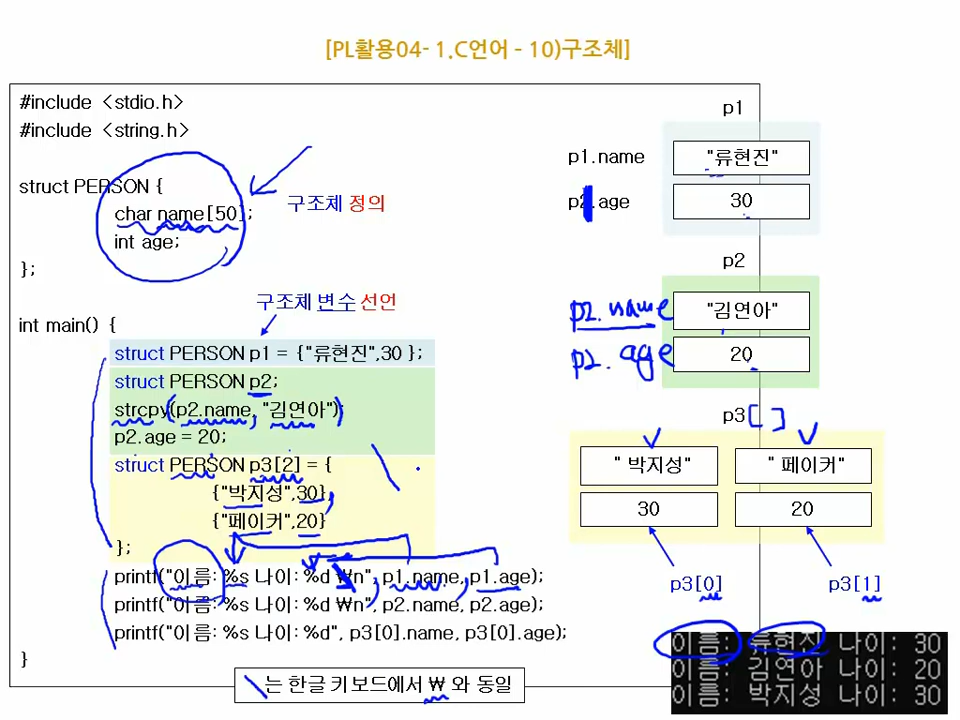 [PL활용04- 1.C언어 - 10)구조체]
#include <stdio.h>
#include <string.h>
struct PERSON {
char name[50];
int age;
};
구조체 정의
구조체 변수 선언
int main() {
struct PERSON p1 = {"류현진",30 };
struct PERSON p2;
strcpy(p2.name, "김연아");
p2.age = 20;
struct PERSON p3[2] = {
{"박지성",30},
{"페이커",20}
};
printf("이름: %s 나이: %d ₩n", p1.name, p1.age);
printf("이름: %s 나이: %d ₩n", p2.name, p2.age);
printf("이름: %s 나이: %d", p3[0].name, p3[0].age);
}
\는 한글 키보드에서 ₩ 와 동일
p1
p1.name "류현진"
p2.age 30
p2
p2.name "김연아"
p2.age 20
p3 [ ]
" 박지성" " 페이커"
30 20
p3[0] p3[1]
이름: 류현진 나이: 30
이름: 김연아 나이: 20
이름: 박지성 나이: 30